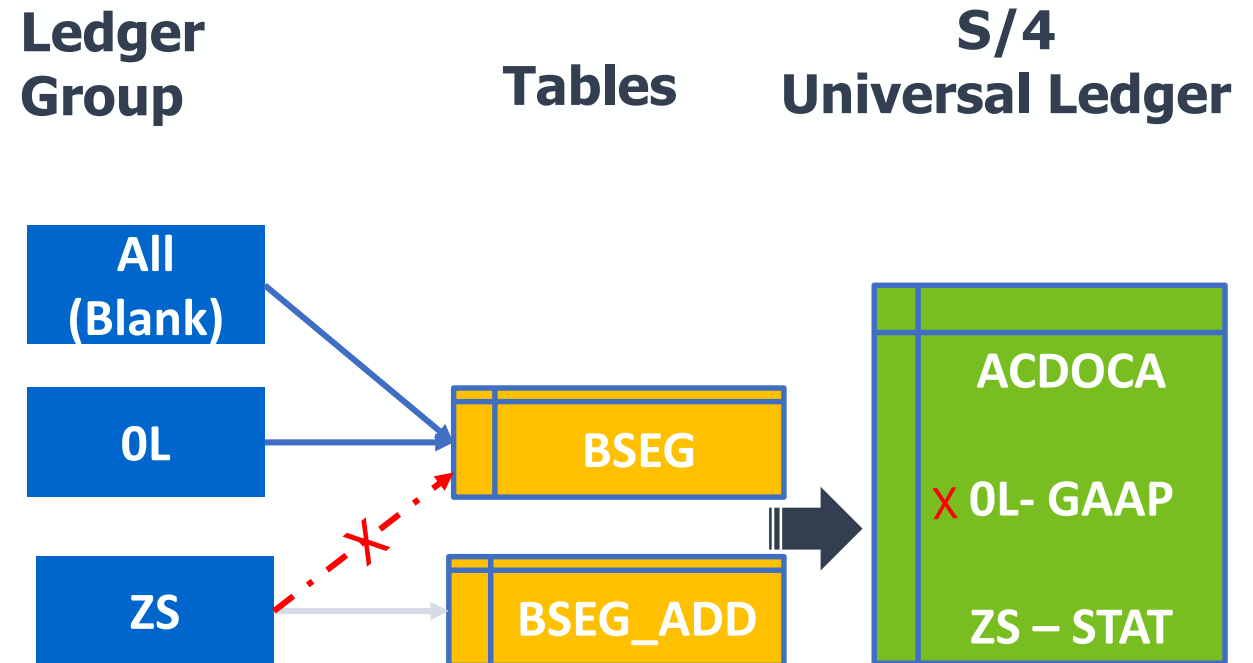 Ledger
Group
Tables
S/4
Universal Ledger
All
(Blank)
0L
ZS
X
BSEG
BSEG_ADD
ACDOCA
X 0L- GAAP
ZS – STAT